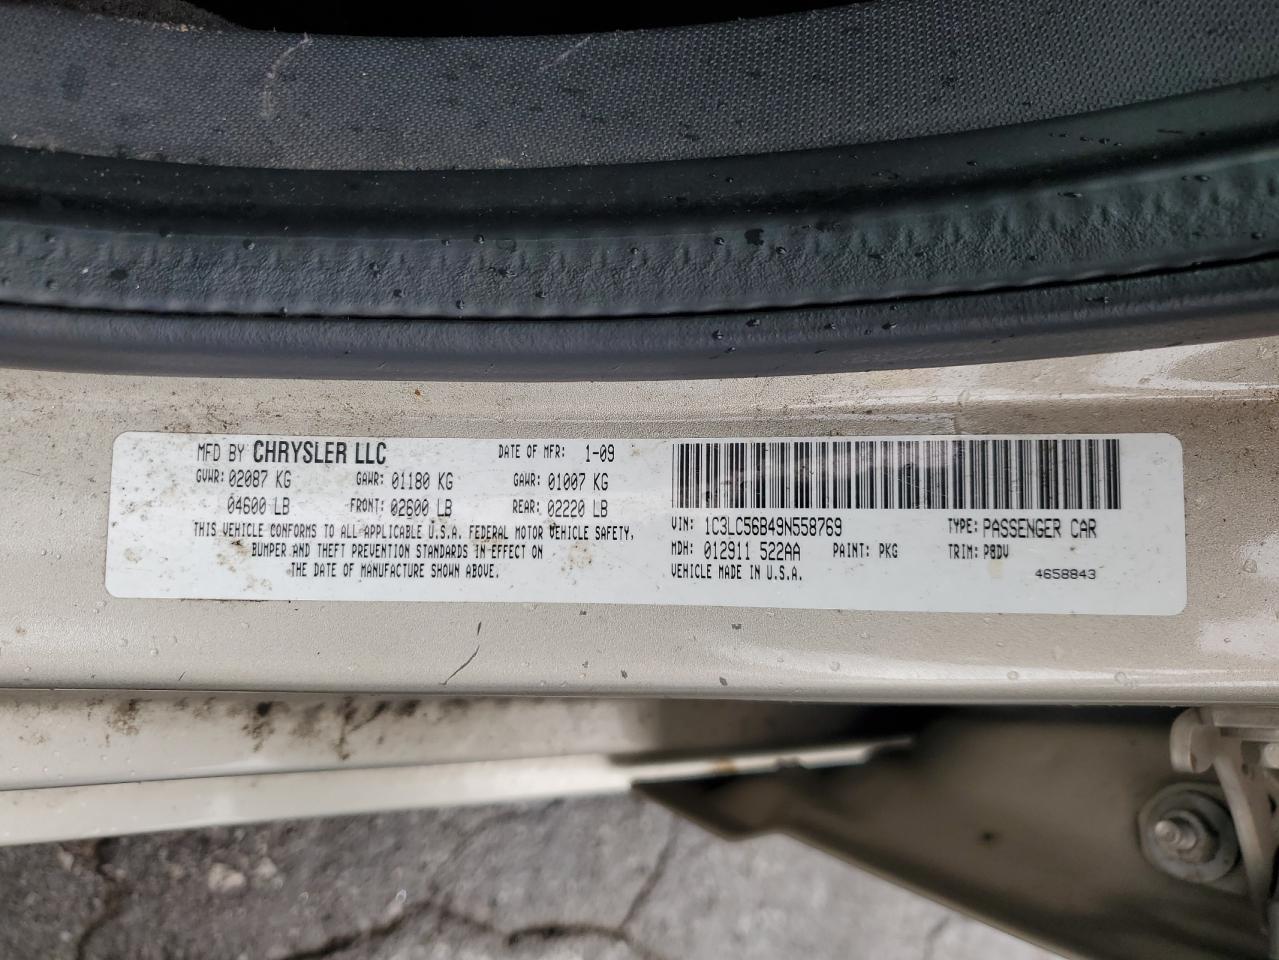 MFD BY CHRYSLER LLC DATE OF MFR: 1-09
GVWR: 02087 KG GAWR: 01180 KG GAWR: 01007 KG
04600 LB FRONT: 02600 LB REAR: 02220 LB
THIS VEHICLE CONFORMS TO ALL APPLICABLE U.S.A. FEDERAL MOTOR VEHICLE SAFETY,
BUMPER AND THEFT PREVENTION STANDARDS IN EFFECT ON
THE DATE OF MANUFACTURE SHOWN ABOVE.
VIN: 1C3LC56B49N558769 TYPE: PASSENGER CAR
MDH: 012911 522AA PAINT: PKG TRIM: P8DV
VEHICLE MADE IN U.S.A. 4658843